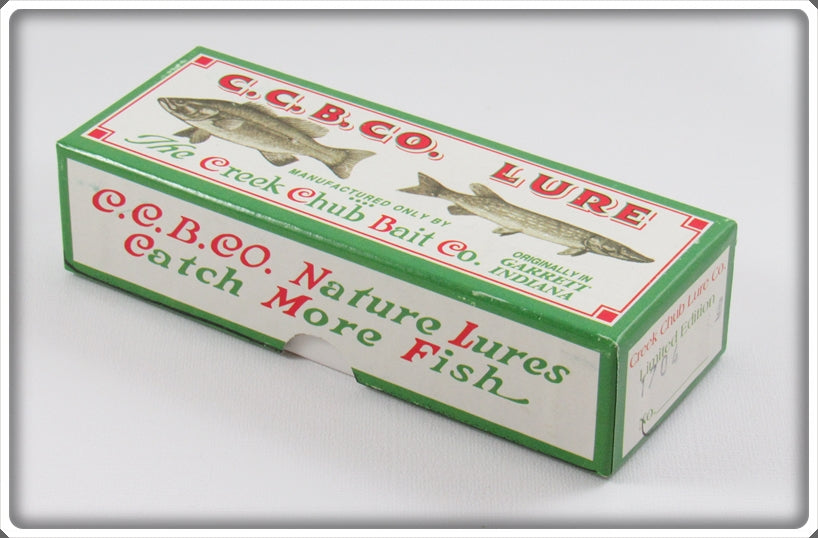 C.C.B.CO. LURE
MANUFACTURED ONLY BY
The Creek Chub Bait Co.
ORIGINALLY IN
GARRETT
INDIANA
C.C.B.CO. Nature Lures
Catch More Fish
Creek Chub Lure Co.
Limited Edition
No